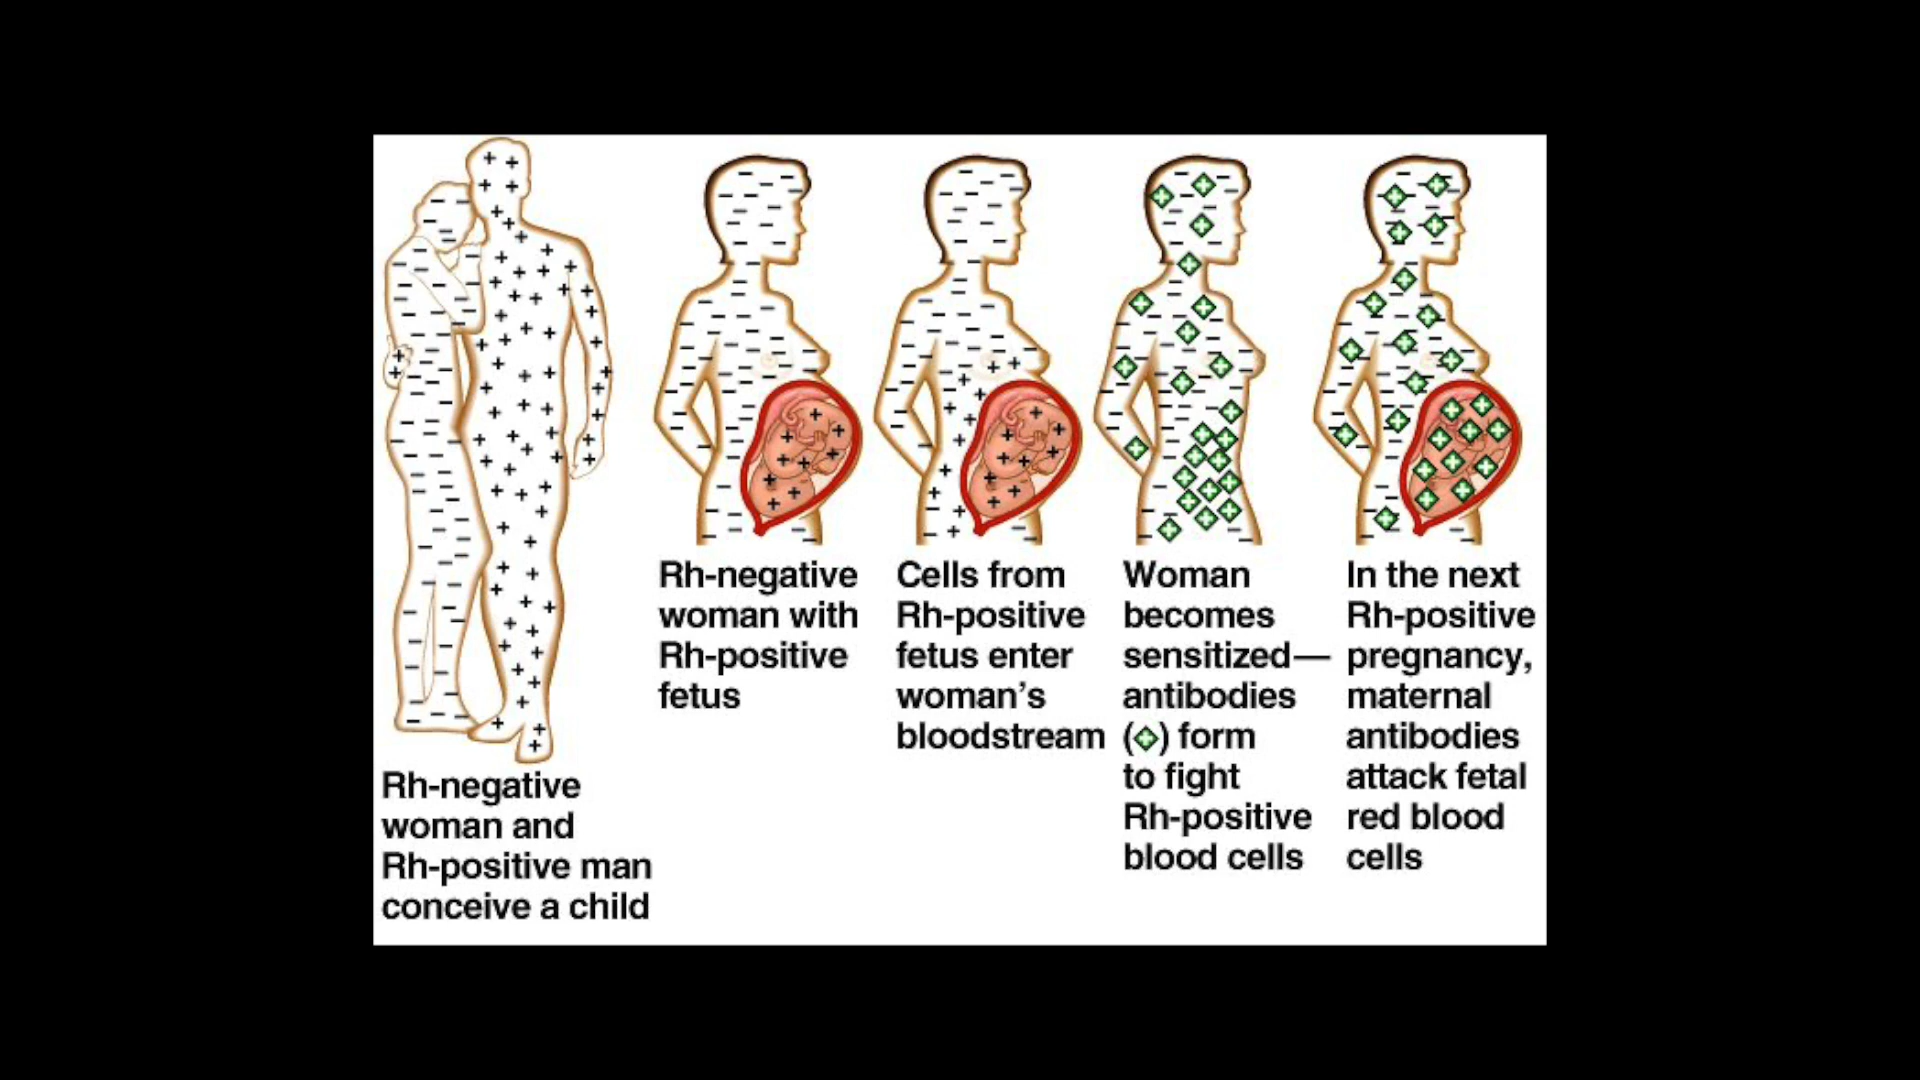 Rh-negative
woman and
Rh-positive man
conceive a child
Rh-negative
woman with
Rh-positive
fetus
Cells from
Rh-positive
fetus enter
woman’s
bloodstream
Woman
becomes
sensitized—
antibodies
() form
to fight
Rh-positive
blood cells
In the next
Rh-positive
pregnancy,
maternal
antibodies
attack fetal
red blood
cells